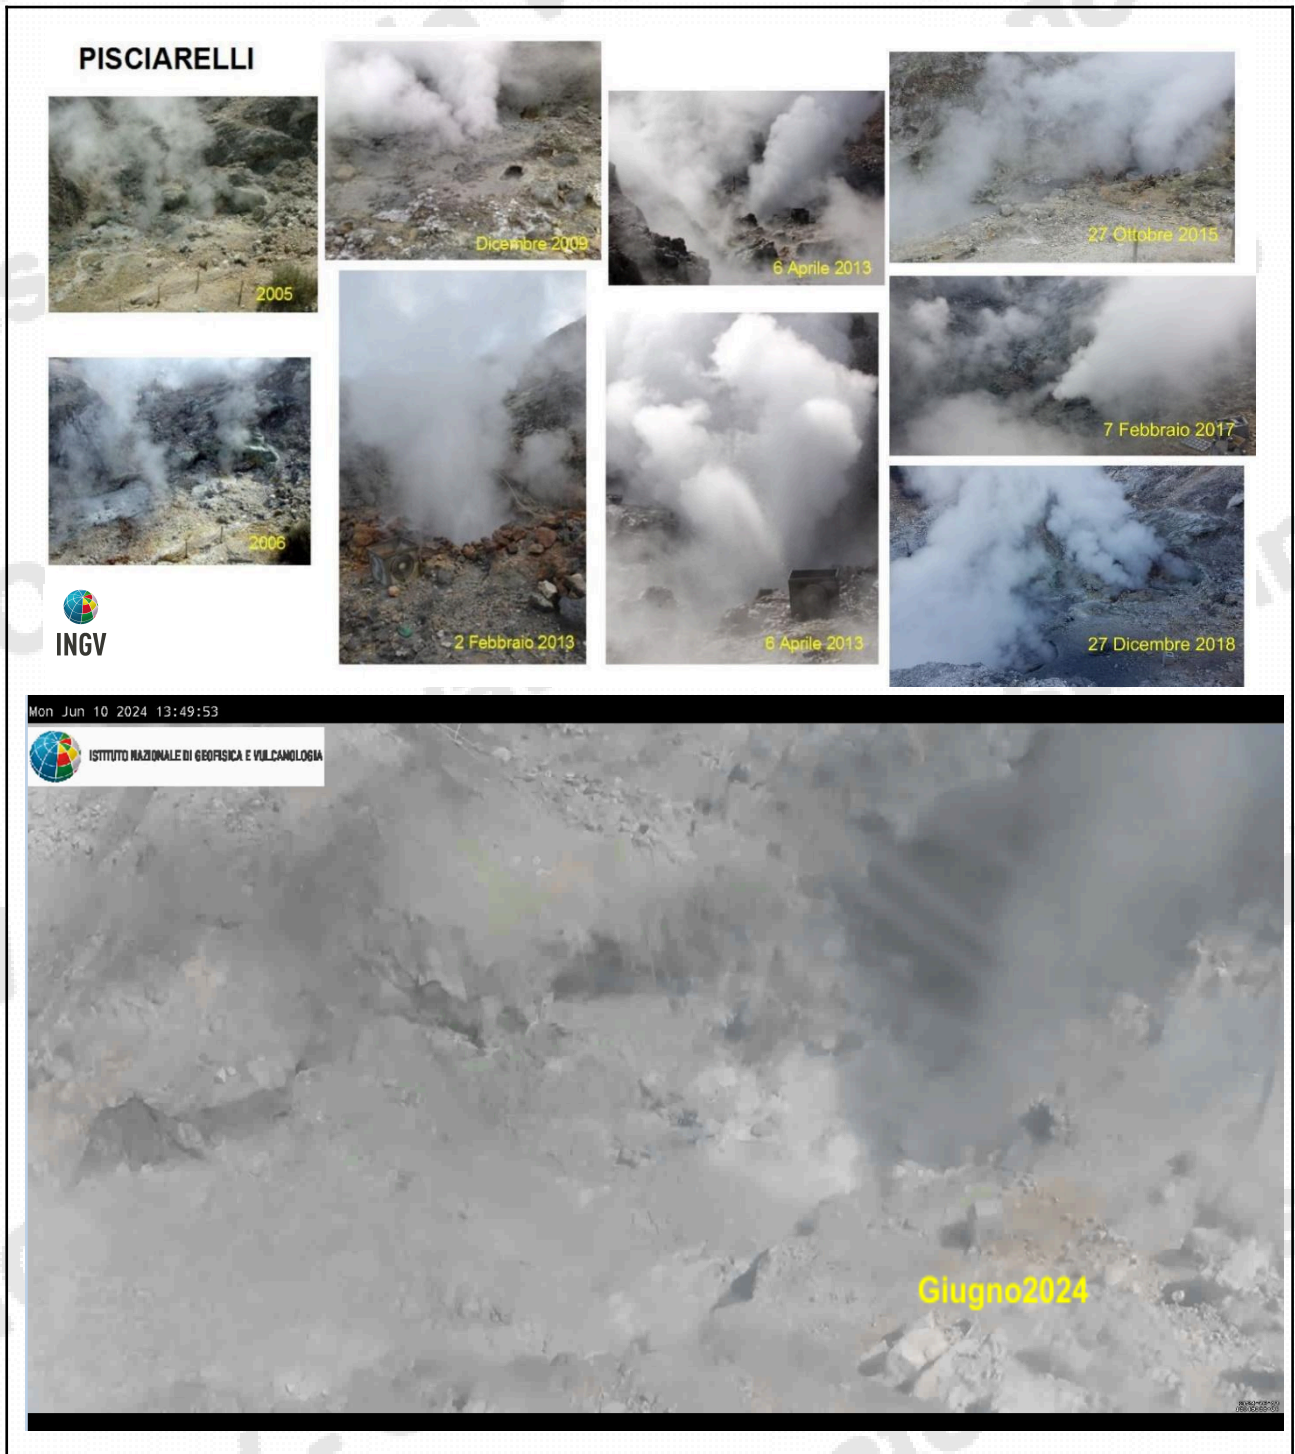 PISCIARELLI
2005
Dicembre 2009
6 Aprile 2013
27 Ottobre 2015
2006
2 Febbraio 2013
6 Aprile 2013
7 Febbraio 2017
27 Dicembre 2018
INGV
Mon Jun 10 2024 13:49:53
ISTITUTO NAZIONALE DI GEOFISICA E VULCANOLOGIA
Giugno2024